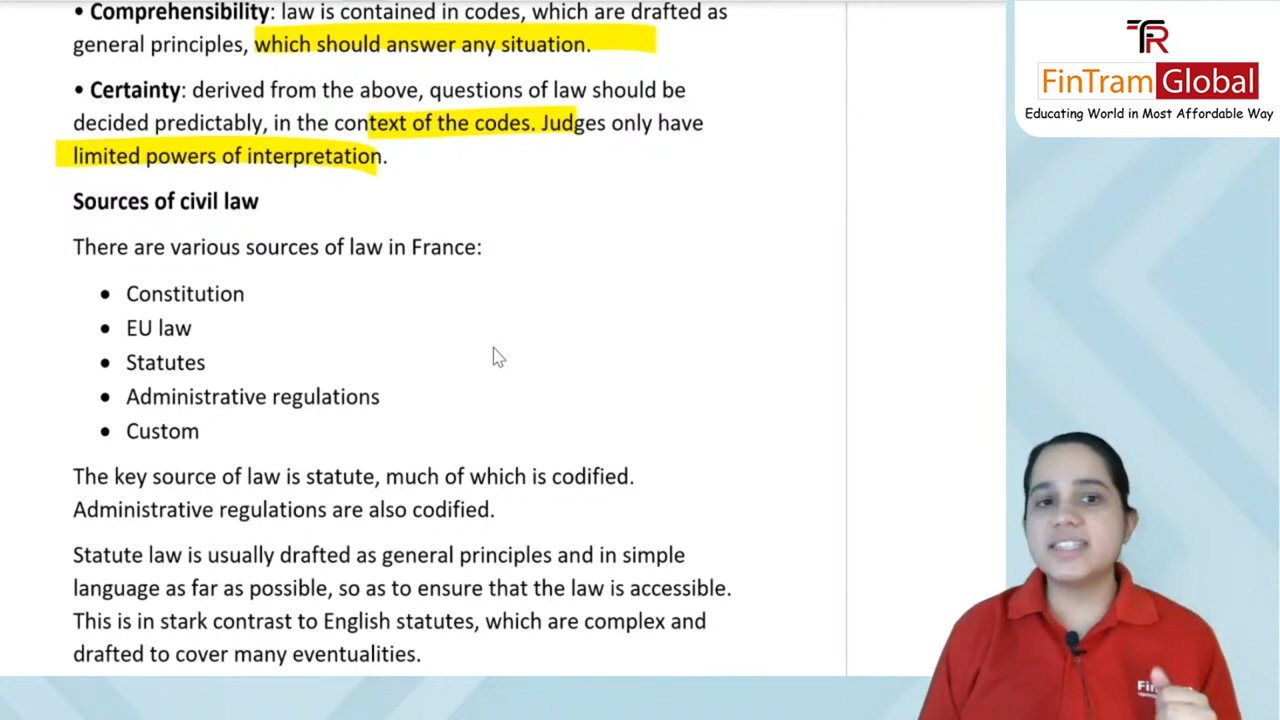 • Comprehensibility: law is contained in codes, which are drafted as
general principles, which should answer any situation.
• Certainty: derived from the above, questions of law should be
decided predictably, in the context of the codes. Judges only have
limited powers of interpretation.
Sources of civil law
There are various sources of law in France:
• Constitution
• EU law
• Statutes
• Administrative regulations
• Custom
The key source of law is statute, much of which is codified.
Administrative regulations are also codified.
Statute law is usually drafted as general principles and in simple
language as far as possible, so as to ensure that the law is accessible.
This is in stark contrast to English statutes, which are complex and
drafted to cover many eventualities.
FinTram Global
Educating World in Most Affordable Way